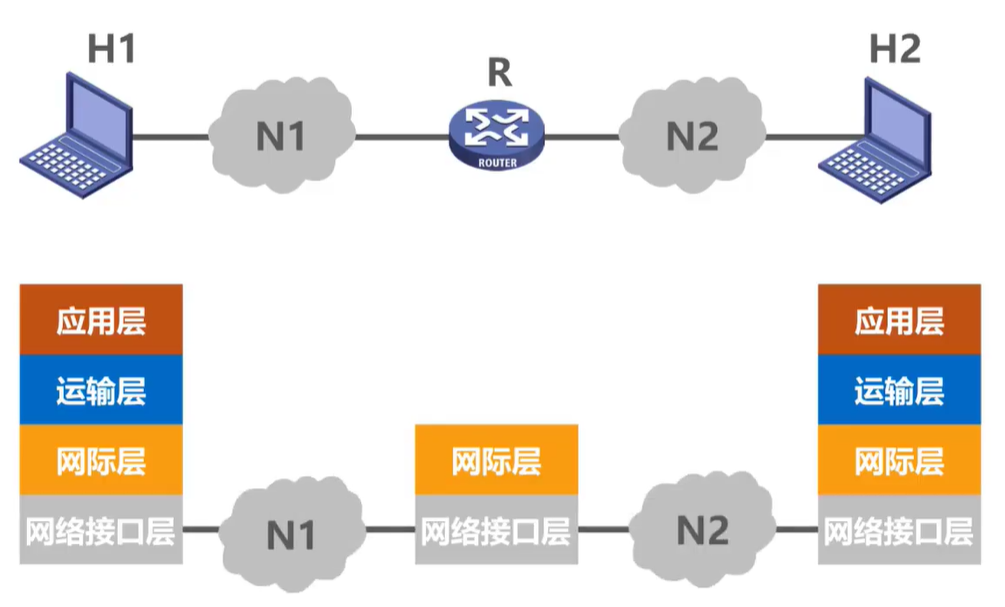 H1
R
H2
N1
ROUTER
N2
应用层
应用层
运输层
运输层
网际层
网际层
网际层
网络接口层
N1
网络接口层
N2
网络接口层